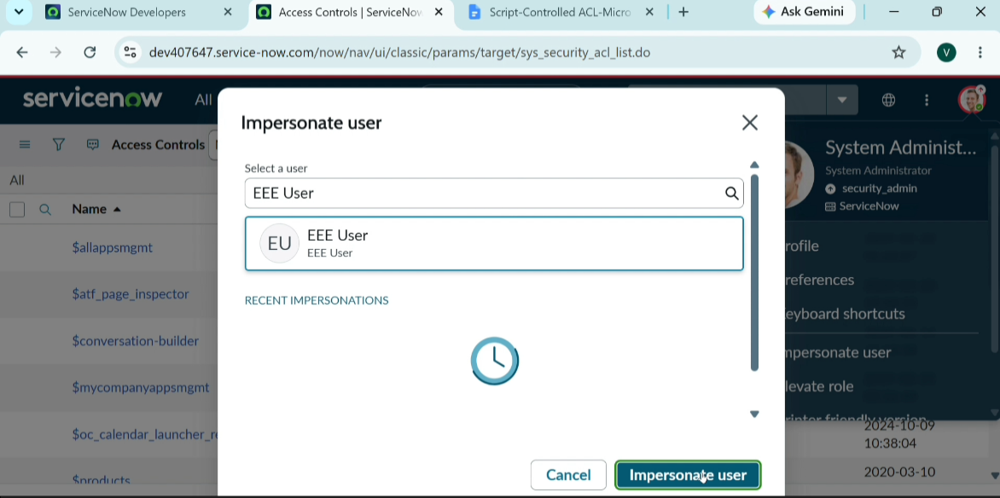 ServiceNow Developers
Access Controls | ServiceNow
Script-Controlled ACL-Micro
Ask Gemini
dev407647.service-now.com/now/nav/ui/classic/params/target/sys_security_acl_list.do
V
servicenow
All
Impersonate user
Access Controls
System Administ...
System Administrator
security_admin
ServiceNow
Select a user
EEE User
All
Name
EU
EEE User
EEE User
$allappsmgmt
rofile
references
$atf_page_inspector
RECENT IMPERSONATIONS
eyboard shortcuts
$conversation-builder
mpersonate user
$mycompanyappsmgmt
levate role
rinter friendly version
$oc_calendar_launcher_re
2024-10-09
10:38:04
Cancel
Impersonate user
$products
2020-03-10